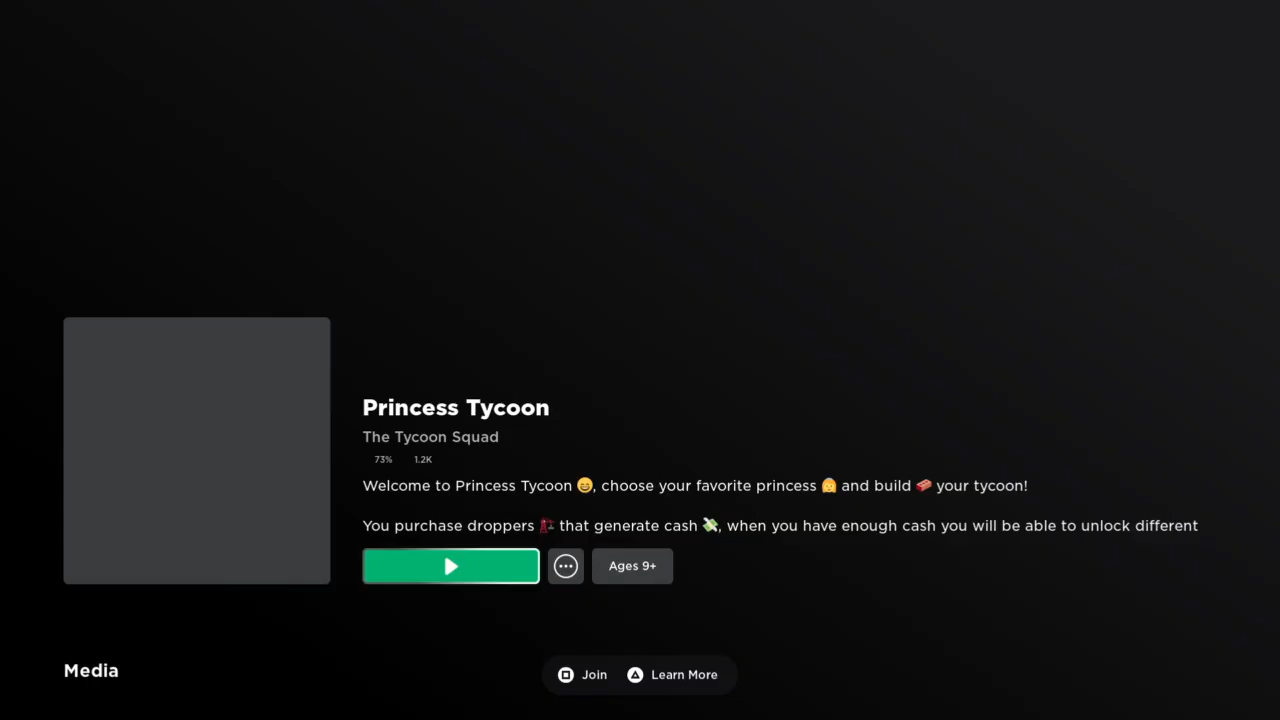 Princess Tycoon
The Tycoon Squad
73% 1.2K
Welcome to Princess Tycoon 😄, choose your favorite princess 👸 and build 🧱 your tycoon!
You purchase droppers 🏗️ that generate cash 💸, when you have enough cash you will be able to unlock different
Ages 9+
Media
Join Learn More